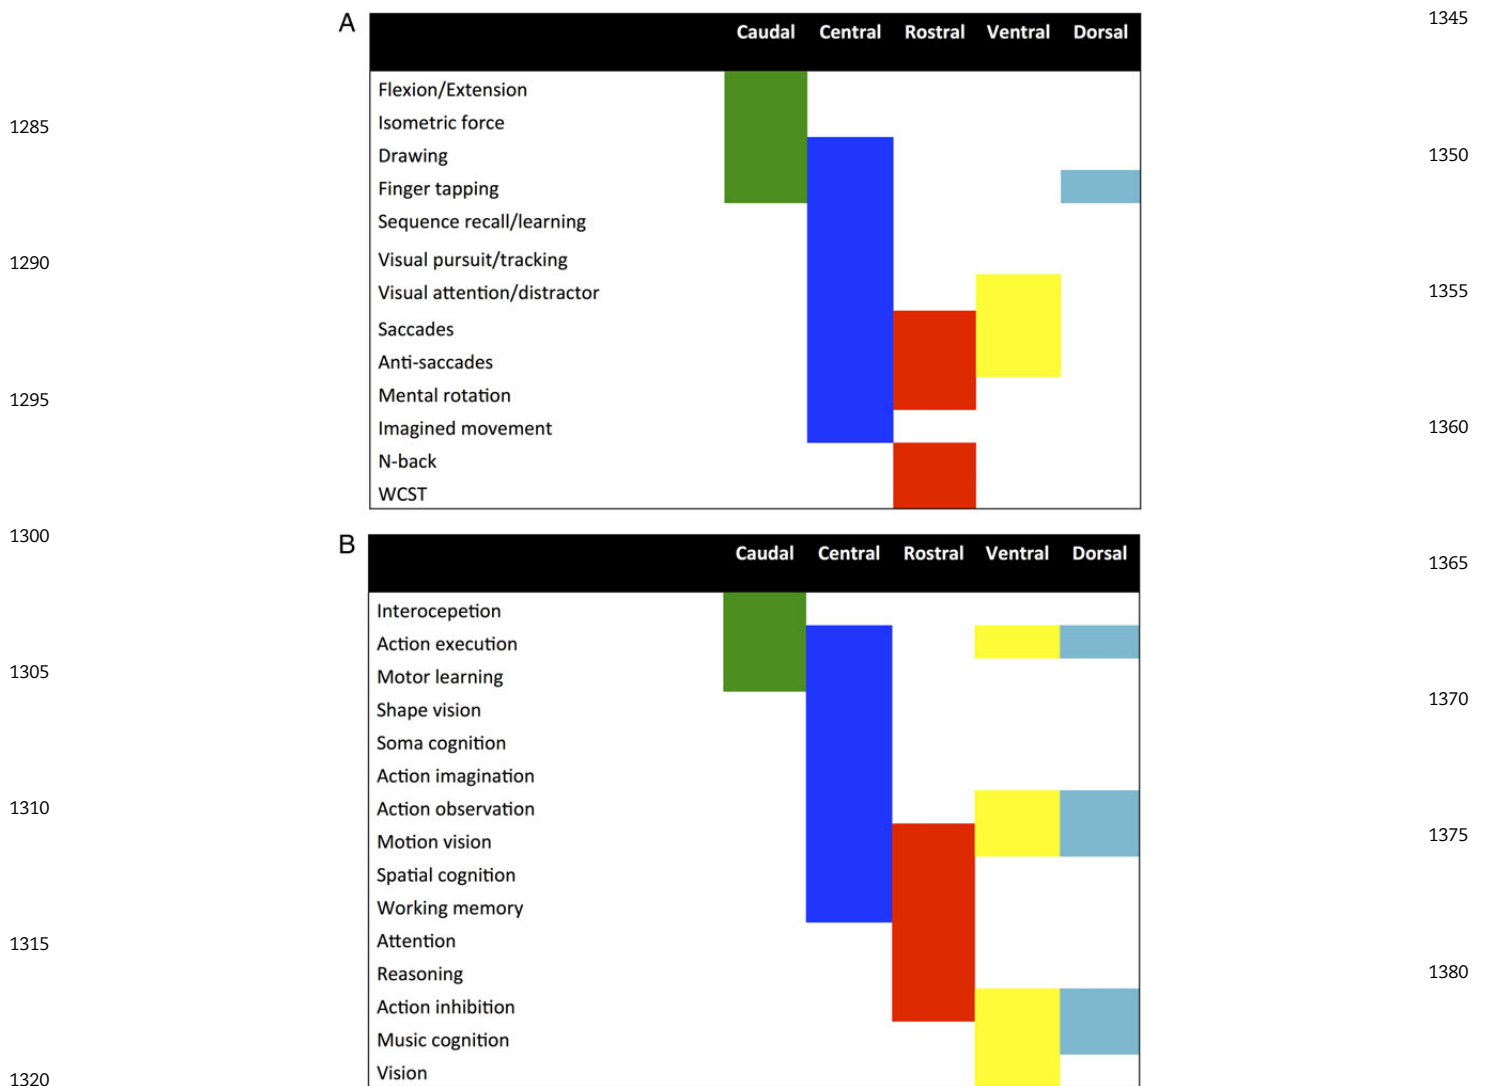 1345
A
Caudal Central Rostral Ventral Dorsal
Flexion/Extension
1285
Isometric force
Drawing
1350
Finger tapping
Sequence recall/learning
1290
Visual pursuit/tracking
Visual attention/distractor
1355
Saccades
Anti-saccades
1295
Mental rotation
Imagined movement
1360
N-back
WCST
1300
B
Caudal Central Rostral Ventral Dorsal
1365
Interocepetion
Action execution
1305
Motor learning
1370
Shape vision
Soma cognition
Action imagination
1310
Action observation
1375
Motion vision
Spatial cognition
Working memory
1315
Attention
Reasoning
1380
Action inhibition
Music cognition
1320
Vision